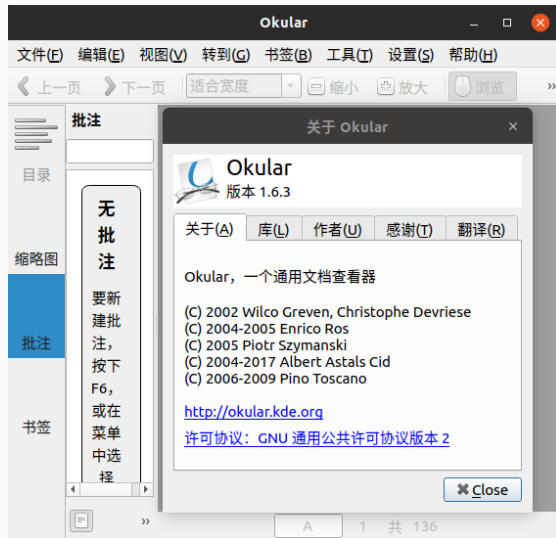 Okular
文件(F) 编辑(E) 视图(V) 转到(G) 书签(B) 工具(T) 设置(S) 帮助(H)
上一页 下一页 适合宽度 缩小 放大 浏览 »
目录
缩略图
批注
书签
批注
无
批
注
要新
建批
注，
按下
F6，
或在
菜单
中选
择
»
关于 Okular
Okular
版本 1.6.3
关于(A) 库(L) 作者(U) 感谢(T) 翻译(R)
Okular，一个通用文档查看器
(C) 2002 Wilco Greven, Christophe Devriese
(C) 2004-2005 Enrico Ros
(C) 2005 Piotr Szymanski
(C) 2004-2017 Albert Astals Cid
(C) 2006-2009 Pino Toscano
http://okular.kde.org
许可协议：GNU 通用公共许可协议版本 2
Close
A 1 共 136